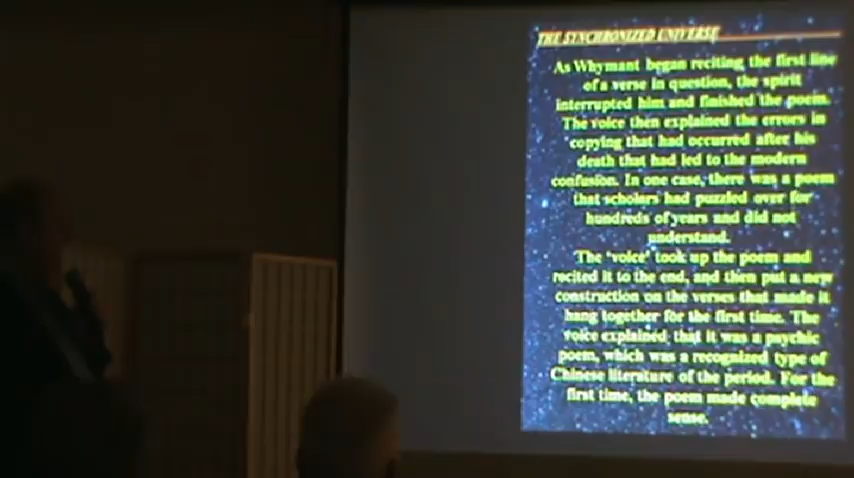 THE SYNCHRONIZED UNIVERSE
As Whymant began reciting the first line
of a verse in question, the spirit
interrupted him and finished the poem.
The voice then explained the errors in
copying that had occurred after his
death that had led to the modern
confusion. In one case, there was a poem
that scholars had puzzled over for
hundreds of years and did not
understand.
The 'voice' took up the poem and
recited it to the end, and then put a new
construction on the verses that made it
hang together for the first time. The
voice explained that it was a psychic
poem, which was a recognized type of
Chinese literature of the period. For the
first time, the poem made complete
sense.